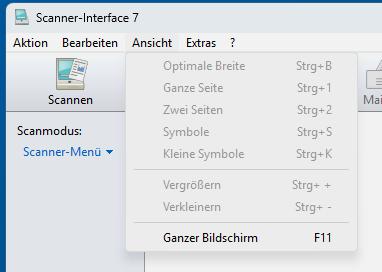 Scanner-Interface 7
Aktion Bearbeiten Ansicht Extras ?
Optimale Breite Strg+B
Ganze Seite Strg+1
Zwei Seiten Strg+2
Symbole Strg+S
Kleine Symbole Strg+K
Vergrößern Strg+ +
Verkleinern Strg+ -
Ganzer Bildschirm F11
Scannen
Mai
Scanmodus:
Scanner-Menü